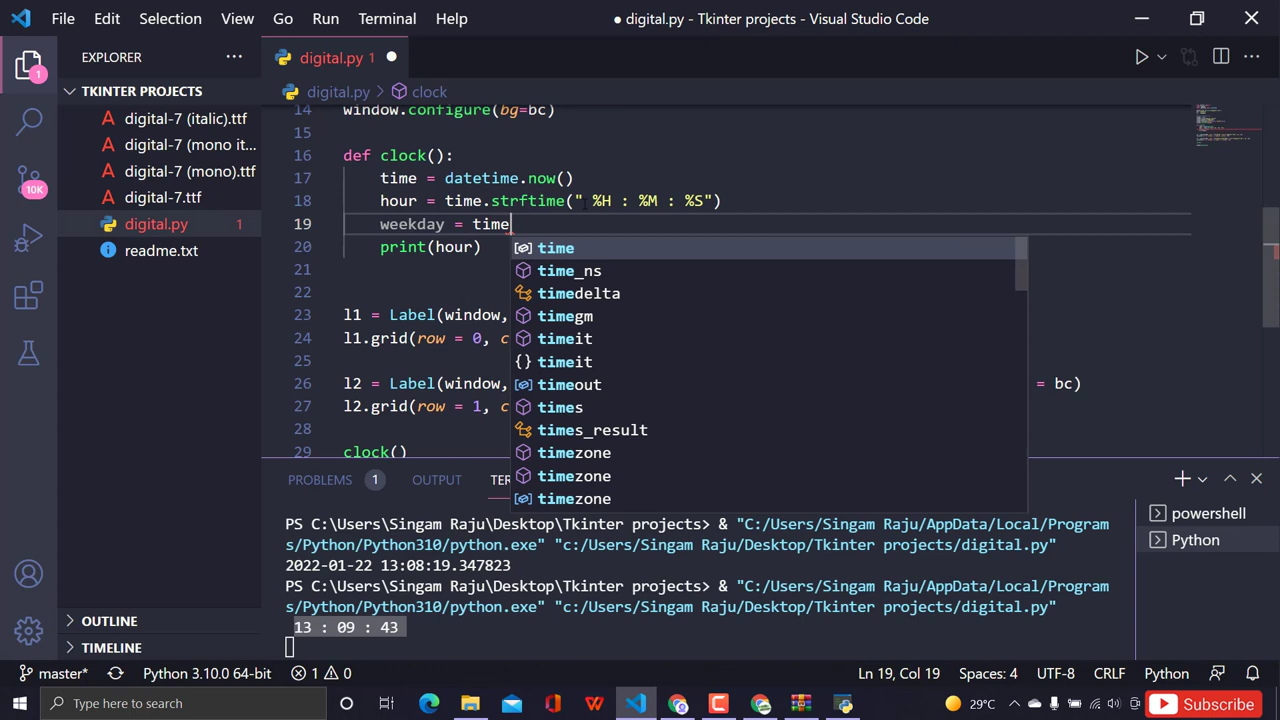 File Edit Selection View Go Run Terminal Help
● digital.py - Tkinter projects - Visual Studio Code
EXPLORER ...
TKINTER PROJECTS
digital-7 (italic).ttf
digital-7 (mono it...
digital-7 (mono).ttf
digital-7.ttf
digital.py 1
readme.txt
OUTLINE
TIMELINE
1
10K
digital.py 1 ●
digital.py > clock
14 window.configure(bg=bc)
15
16 def clock():
17 time = datetime.now()
18 hour = time.strftime(" %H : %M : %S")
19 weekday = time
20 print(hour)
21
22
23 l1 = Label(window,
24 l1.grid(row = 0, c
25
26 l2 = Label(window, = bc)
27 l2.grid(row = 1, c
28
29 clock()
time
time_ns
timedelta
timegm
timeit
{} timeit
timeout
times
times_result
timezone
timezone
timezone
PROBLEMS 1 OUTPUT TER
PS C:\Users\Singam Raju\Desktop\Tkinter projects> & "C:/Users/Singam Raju/AppData/Local/Program
s/Python/Python310/python.exe" "c:/Users/Singam Raju/Desktop/Tkinter projects/digital.py"
2022-01-22 13:08:19.347823
PS C:\Users\Singam Raju\Desktop\Tkinter projects> & "C:/Users/Singam Raju/AppData/Local/Program
s/Python/Python310/python.exe" "c:/Users/Singam Raju/Desktop/Tkinter projects/digital.py"
13 : 09 : 43
powershell
Python
master* Python 3.10.0 64-bit 1 0 Ln 19, Col 19 Spaces: 4 UTF-8 CRLF Python
Type here to search 29°C Subscribe